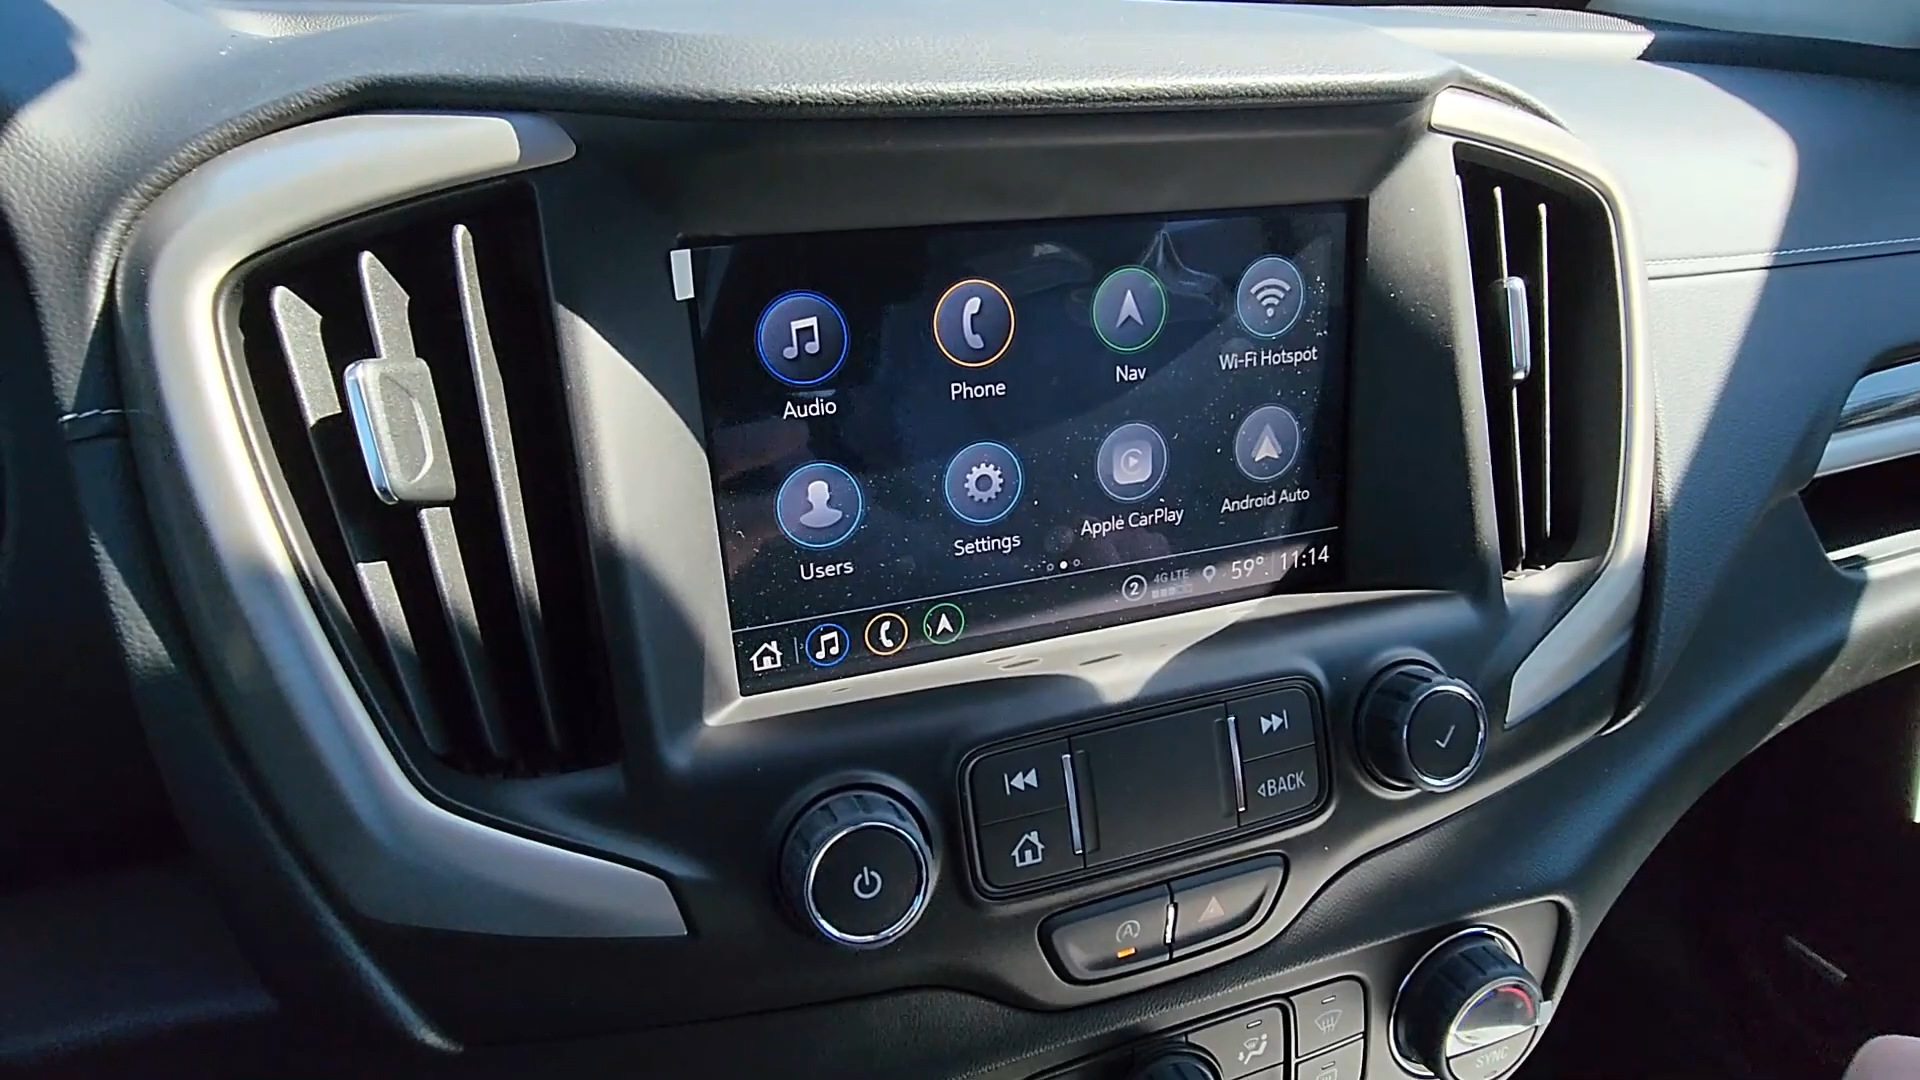 Audio
Phone
Nav
Wi-Fi Hotspot
Users
Settings
Apple CarPlay
Android Auto
2 4G LTE 59° 11:14
BACK
A
SYNC